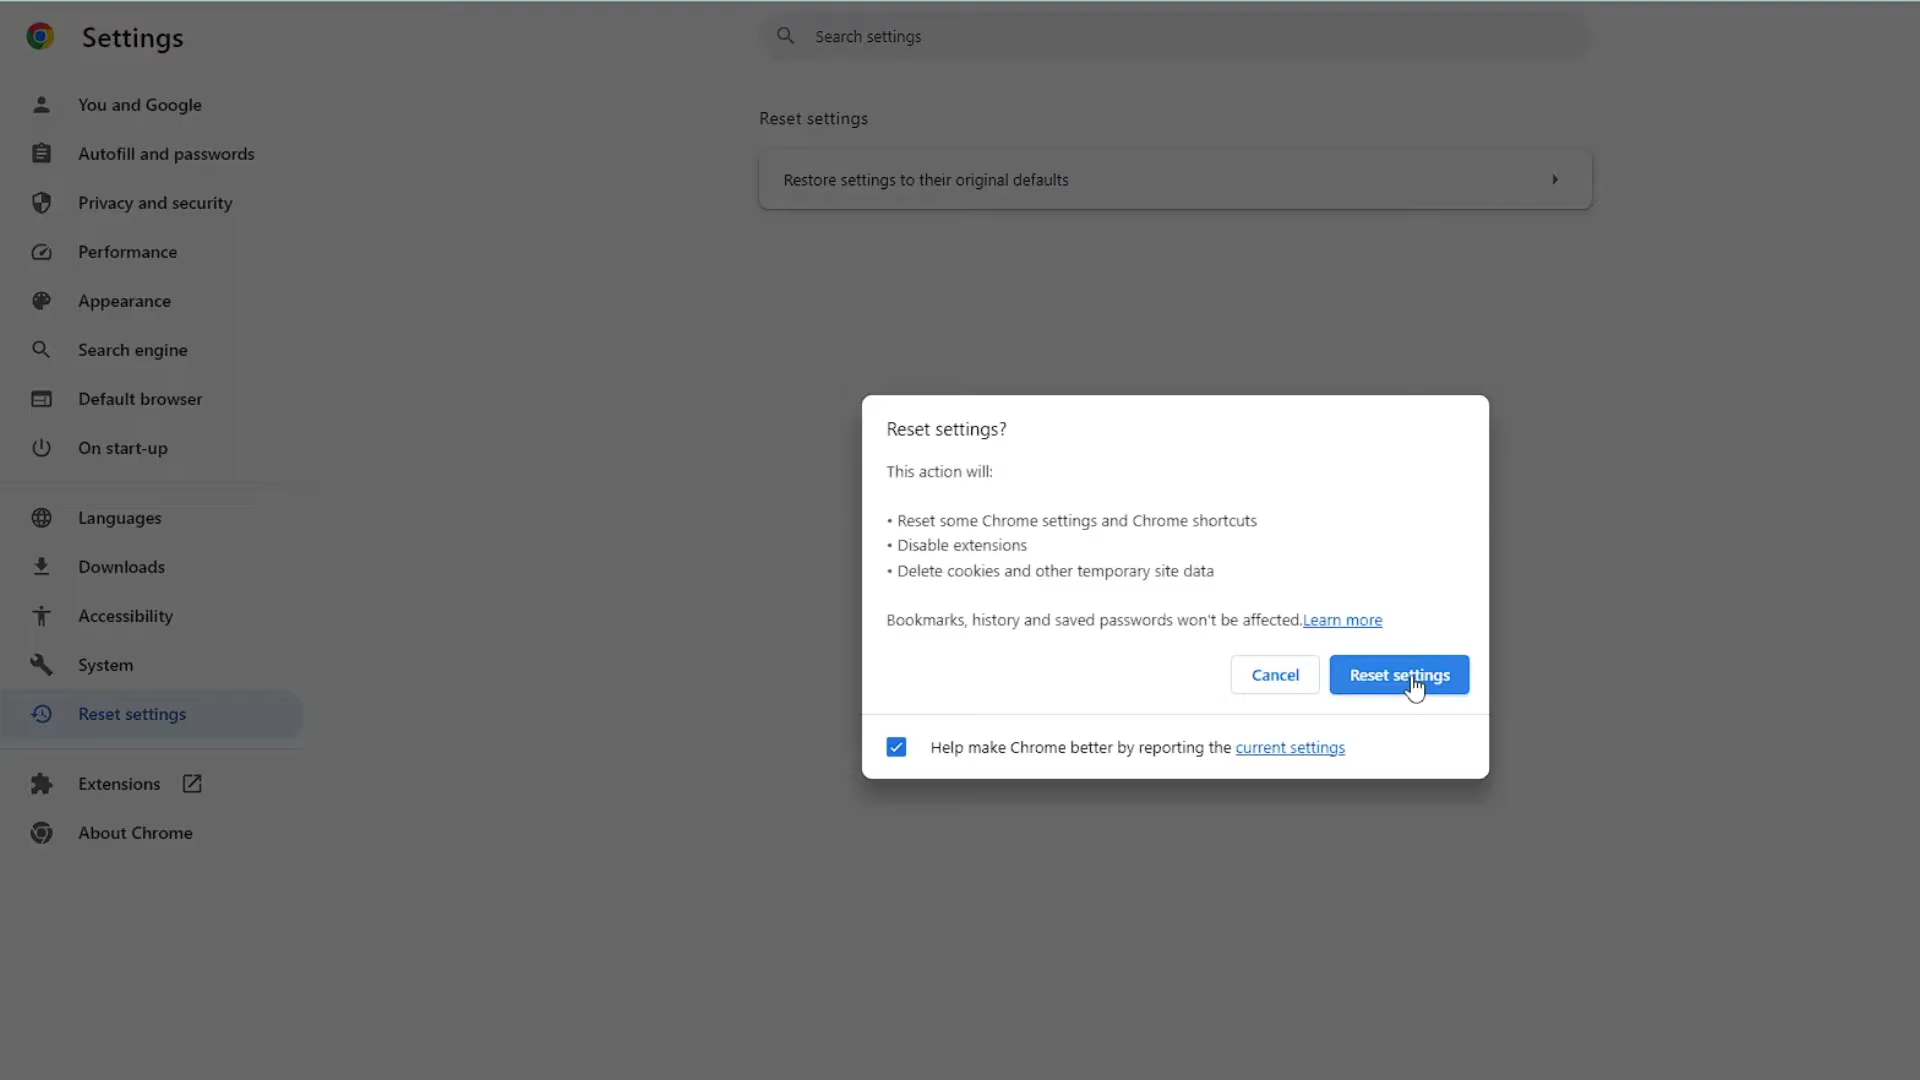 Settings
Search settings
You and Google
Autofill and passwords
Privacy and security
Performance
Appearance
Search engine
Default browser
On start-up
Languages
Downloads
Accessibility
System
Reset settings
Extensions
About Chrome
Reset settings
Restore settings to their original defaults
Reset settings?
This action will:
• Reset some Chrome settings and Chrome shortcuts
• Disable extensions
• Delete cookies and other temporary site data
Bookmarks, history and saved passwords won't be affected.Learn more
Cancel Reset settings
Help make Chrome better by reporting the current settings